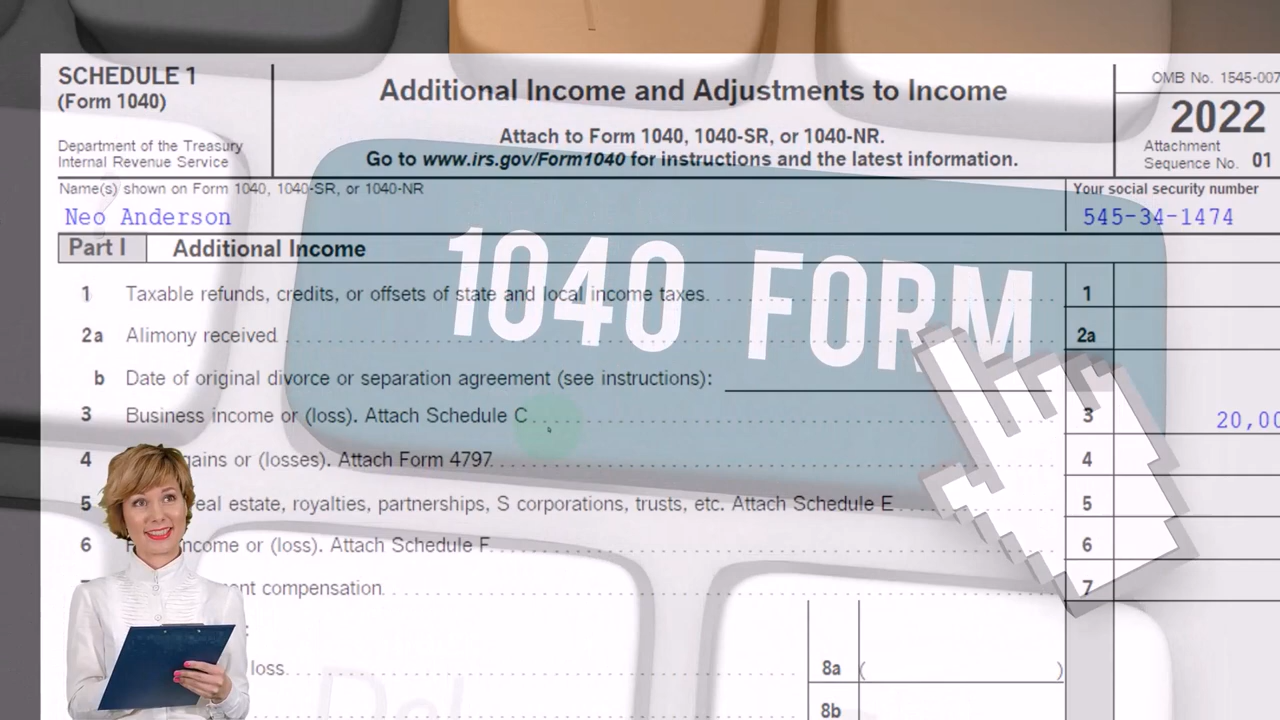 SCHEDULE 1
(Form 1040)
Department of the Treasury
Internal Revenue Service
Additional Income and Adjustments to Income
Attach to Form 1040, 1040-SR, or 1040-NR.
Go to www.irs.gov/Form1040 for instructions and the latest information.
OMB No. 1545-007
2022
Attachment
Sequence No. 01
Name(s) shown on Form 1040, 1040-SR, or 1040-NR
Neo Anderson
Your social security number
545-34-1474
Part I Additional Income
1040 FORM
1 Taxable refunds, credits, or offsets of state and local income taxes 1
2a Alimony received 2a
b Date of original divorce or separation agreement (see instructions):
3 Business income or (loss). Attach Schedule C 3 20,00
4 gains or (losses). Attach Form 4797 4
5 real estate, royalties, partnerships, S corporations, trusts, etc. Attach Schedule E 5
6 income or (loss). Attach Schedule F 6
compensation 7
loss 8a ( )
8b
Del